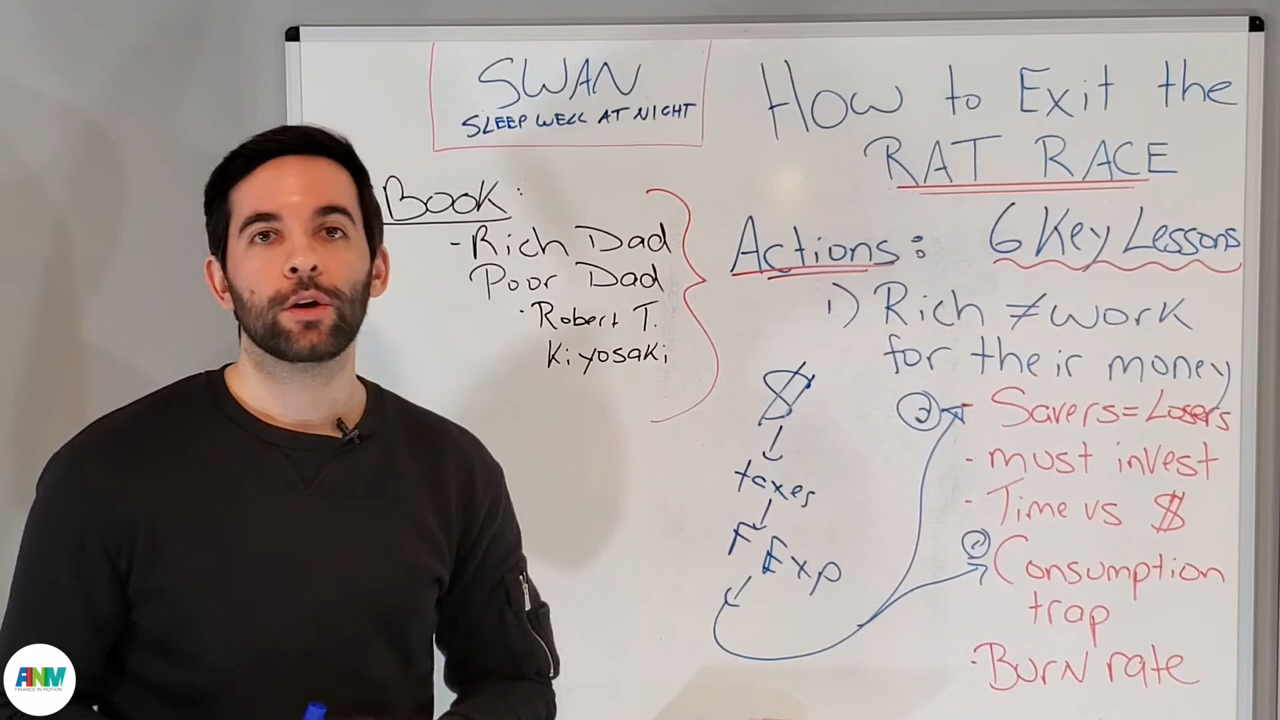 SWAN
SLEEP WELL AT NIGHT
BOOK:
- Rich Dad
Poor Dad
· Robert T.
Kiyosaki
How to Exit the
RAT RACE
Actions: 6 Key Lessons
1) Rich ≠ work
for their money
- Savers = Losers
- must invest
- Time vs $
Consumption
trap
· Burn rate
$
taxes
F Exp
FINANCE IN MOTION